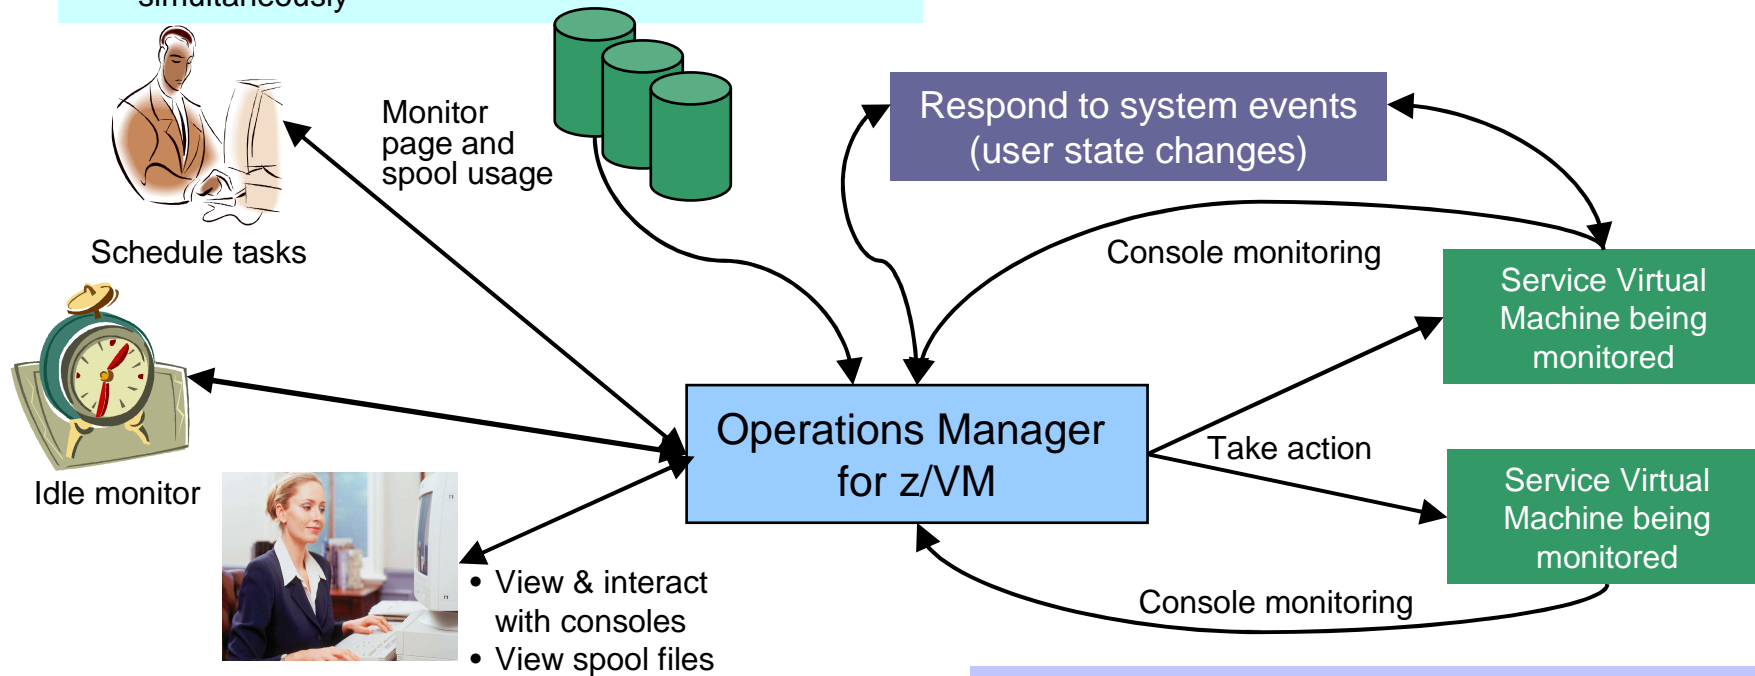 simultaneously
Monitor
page and
spool usage
Respond to system events
(user state changes)
Schedule tasks
Console monitoring
Service Virtual
Machine being
monitored
Idle monitor
Operations Manager
for z/VM
Take action
Service Virtual
Machine being
monitored
• View & interact
with consoles
• View spool files
Console monitoring